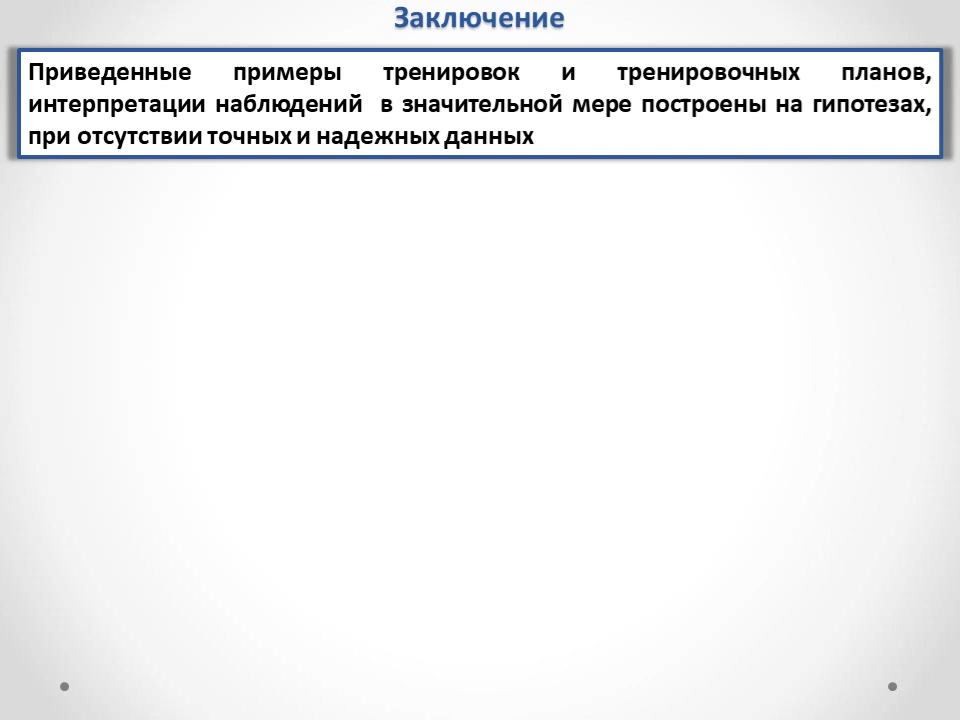 Заключение
Приведенные примеры тренировок и тренировочных планов,
интерпретации наблюдений в значительной мере построены на гипотезах,
при отсутствии точных и надежных данных